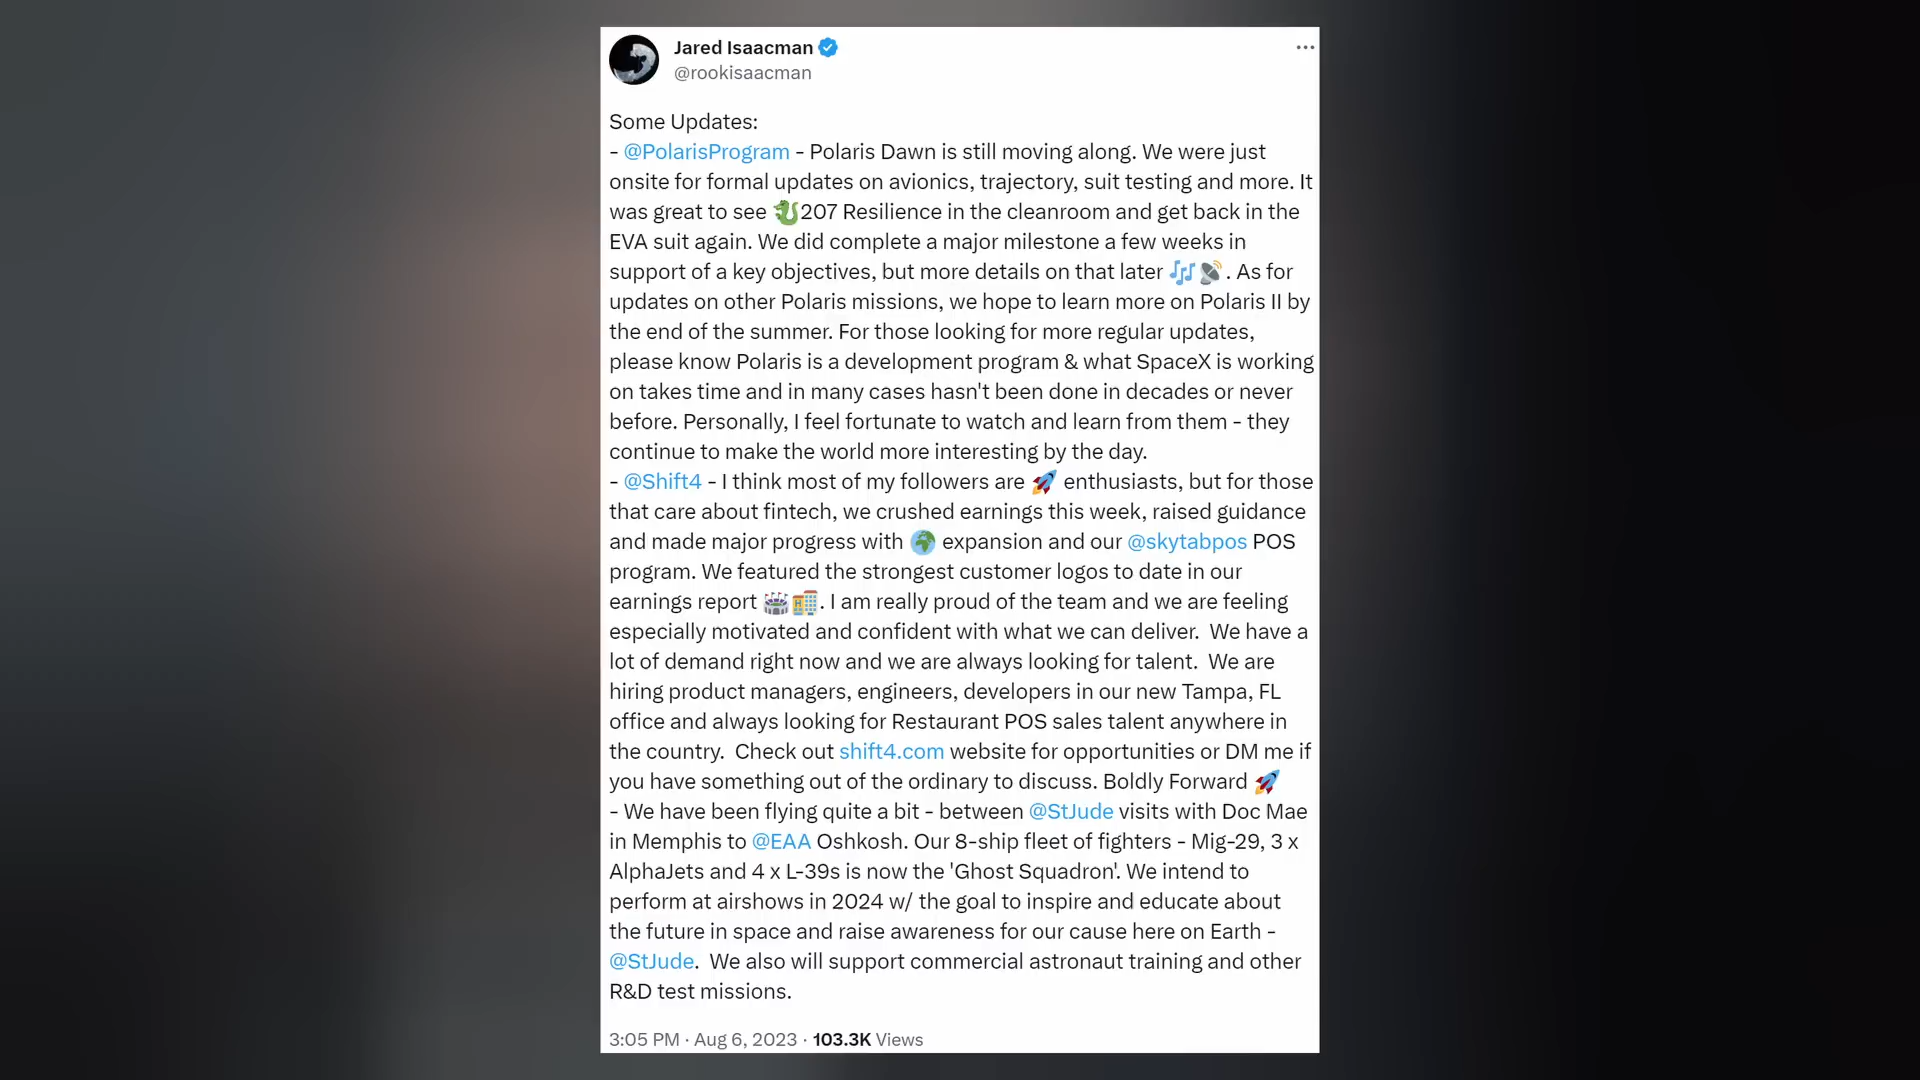 Jared Isaacman
@rookisaacman
Some Updates:
- @PolarisProgram - Polaris Dawn is still moving along. We were just
onsite for formal updates on avionics, trajectory, suit testing and more. It
was great to see 🐉207 Resilience in the cleanroom and get back in the
EVA suit again. We did complete a major milestone a few weeks in
support of a key objectives, but more details on that later 🎶📡. As for
updates on other Polaris missions, we hope to learn more on Polaris II by
the end of the summer. For those looking for more regular updates,
please know Polaris is a development program & what SpaceX is working
on takes time and in many cases hasn't been done in decades or never
before. Personally, I feel fortunate to watch and learn from them - they
continue to make the world more interesting by the day.
- @Shift4 - I think most of my followers are 🚀 enthusiasts, but for those
that care about fintech, we crushed earnings this week, raised guidance
and made major progress with 🌍 expansion and our @skytabpos POS
program. We featured the strongest customer logos to date in our
earnings report 🏟️🏨. I am really proud of the team and we are feeling
especially motivated and confident with what we can deliver.  We have a
lot of demand right now and we are always looking for talent.  We are
hiring product managers, engineers, developers in our new Tampa, FL
office and always looking for Restaurant POS sales talent anywhere in
the country.  Check out shift4.com website for opportunities or DM me if
you have something out of the ordinary to discuss. Boldly Forward 🚀
- We have been flying quite a bit - between @StJude visits with Doc Mae
in Memphis to @EAA Oshkosh. Our 8-ship fleet of fighters - Mig-29, 3 x
AlphaJets and 4 x L-39s is now the 'Ghost Squadron'. We intend to
perform at airshows in 2024 w/ the goal to inspire and educate about
the future in space and raise awareness for our cause here on Earth -
@StJude.  We also will support commercial astronaut training and other
R&D test missions.
3:05 PM · Aug 6, 2023 · 103.3K Views